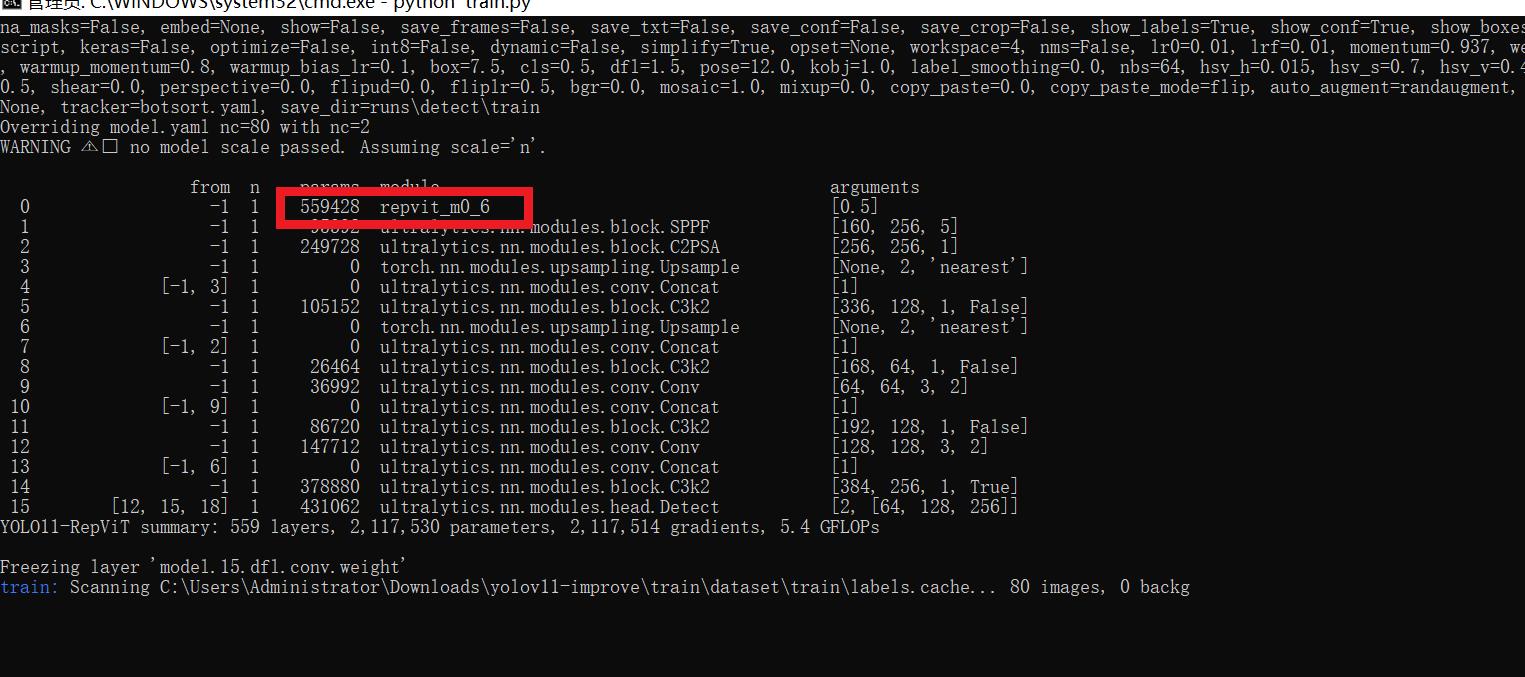 管理员: C:\WINDOWS\system32\cmd.exe - python train.py
na_masks=False, embed=None, show=False, save_frames=False, save_txt=False, save_conf=False, save_crop=False, show_labels=True, show_conf=True, show_boxes
script, keras=False, optimize=False, int8=False, dynamic=False, simplify=True, opset=None, workspace=4, nms=False, lr0=0.01, lrf=0.01, momentum=0.937, we
, warmup_momentum=0.8, warmup_bias_lr=0.1, box=7.5, cls=0.5, dfl=1.5, pose=12.0, kobj=1.0, label_smoothing=0.0, nbs=64, hsv_h=0.015, hsv_s=0.7, hsv_v=0.4
0.5, shear=0.0, perspective=0.0, flipud=0.0, fliplr=0.5, bgr=0.0, mosaic=1.0, mixup=0.0, copy_paste=0.0, copy_paste_mode=flip, auto_augment=randaugment,
None, tracker=botsort.yaml, save_dir=runs\detect\train
Overriding model.yaml nc=80 with nc=2
WARNING ⚠□ no model scale passed. Assuming scale='n'.
from n params module arguments
0 -1 1 559428 repvit_m0_6 [0.5]
1 -1 1 ultralytics.nn.modules.block.SPPF [160, 256, 5]
2 -1 1 249728 ultralytics.nn.modules.block.C2PSA [256, 256, 1]
3 -1 1 0 torch.nn.modules.upsampling.Upsample [None, 2, 'nearest']
4 [-1, 3] 1 0 ultralytics.nn.modules.conv.Concat [1]
5 -1 1 105152 ultralytics.nn.modules.block.C3k2 [336, 128, 1, False]
6 -1 1 0 torch.nn.modules.upsampling.Upsample [None, 2, 'nearest']
7 [-1, 2] 1 0 ultralytics.nn.modules.conv.Concat [1]
8 -1 1 26464 ultralytics.nn.modules.block.C3k2 [168, 64, 1, False]
9 -1 1 36992 ultralytics.nn.modules.conv.Conv [64, 64, 3, 2]
10 [-1, 9] 1 0 ultralytics.nn.modules.conv.Concat [1]
11 -1 1 86720 ultralytics.nn.modules.block.C3k2 [192, 128, 1, False]
12 -1 1 147712 ultralytics.nn.modules.conv.Conv [128, 128, 3, 2]
13 [-1, 6] 1 0 ultralytics.nn.modules.conv.Concat [1]
14 -1 1 378880 ultralytics.nn.modules.block.C3k2 [384, 256, 1, True]
15 [12, 15, 18] 1 431062 ultralytics.nn.modules.head.Detect [2, [64, 128, 256]]
YOLO11-RepViT summary: 559 layers, 2,117,530 parameters, 2,117,514 gradients, 5.4 GFLOPs
Freezing layer 'model.15.dfl.conv.weight'
train: Scanning C:\Users\Administrator\Downloads\yolov11-improve\train\dataset\train\labels.cache... 80 images, 0 backg